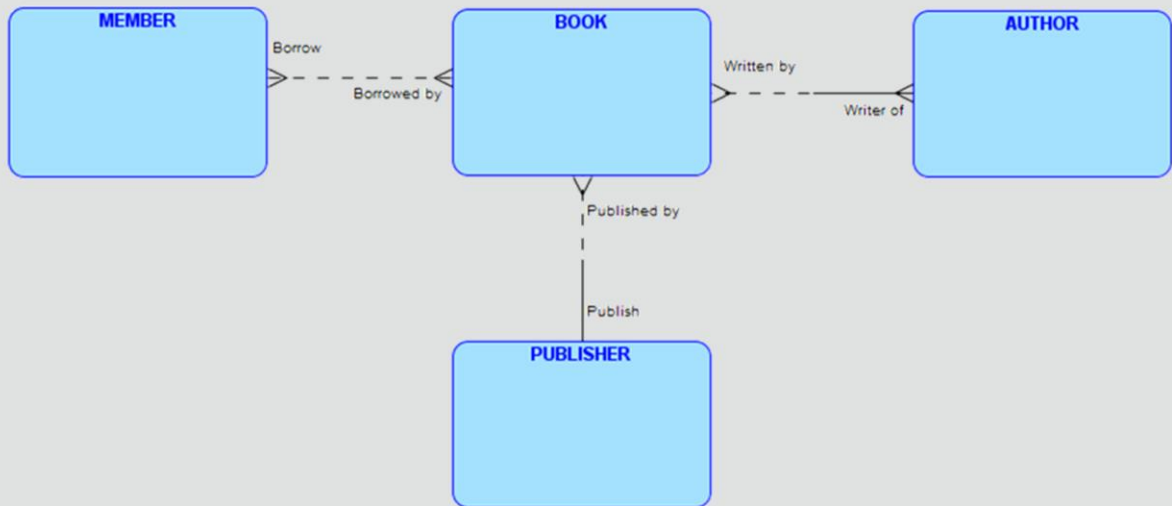 MEMBER
BOOK
AUTHOR
Borrow
Borrowed by
Written by
Writer of
Published by
Publish
PUBLISHER